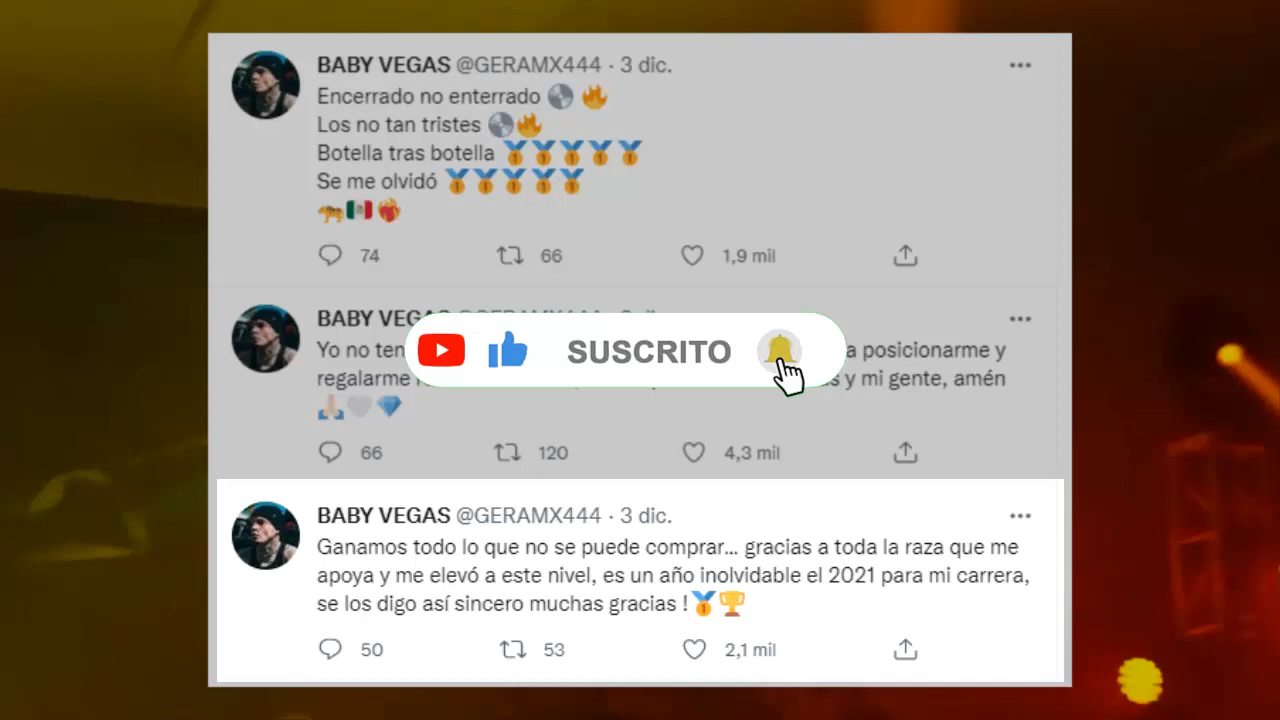 BABY VEGAS @GERAMX444 · 3 dic.
Encerrado no enterrado 💿 🔥
Los no tan tristes 💿🔥
Botella tras botella 🥇🥇🥇🥇🥇
Se me olvidó 🥇🥇🥇🥇🥇
🐅🇲🇽❤️‍🔥
74 66 1,9 mil
BABY VEGAS
Yo no a posicionarme y
SUSCRITO
regalarme y mi gente, amén
🙏🏻🤍💎
66 120 4,3 mil
BABY VEGAS @GERAMX444 · 3 dic.
Ganamos todo lo que no se puede comprar... gracias a toda la raza que me
apoya y me elevó a este nivel, es un año inolvidable el 2021 para mi carrera,
se los digo así sincero muchas gracias !🥇🏆
50 53 2,1 mil